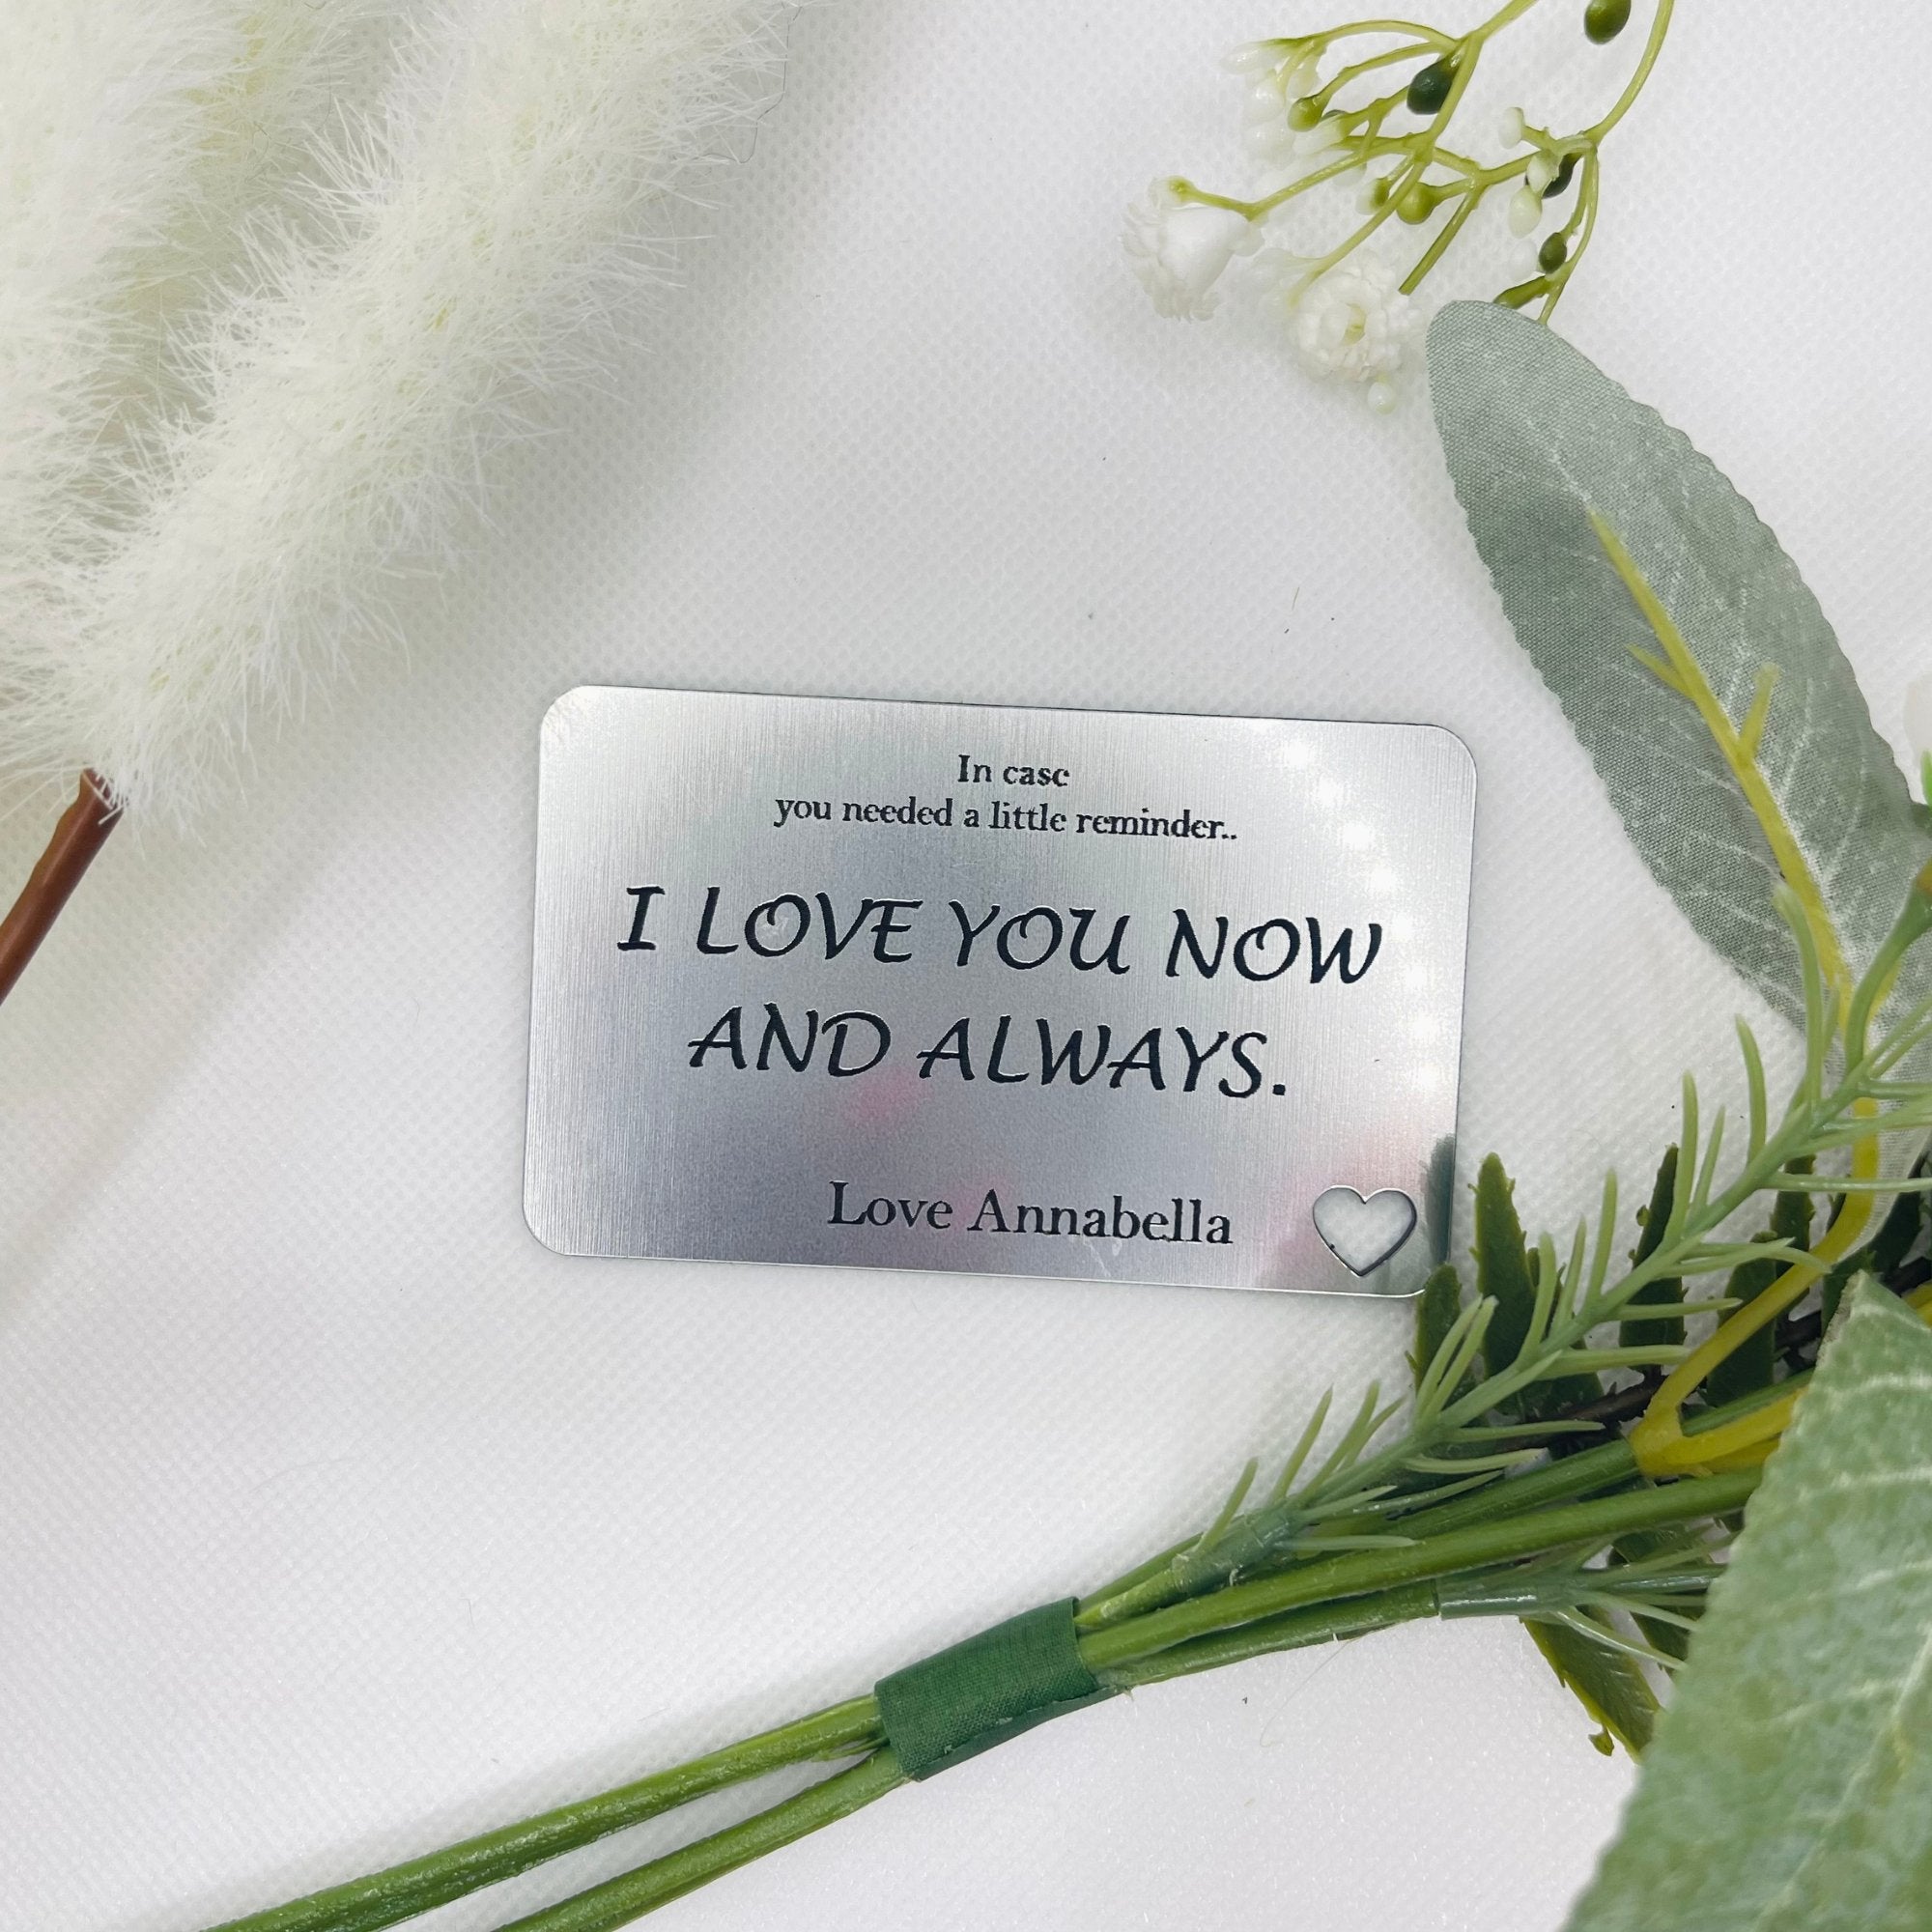 In case
you needed a little reminder..
I LOVE YOU NOW
AND ALWAYS.
Love Annabella